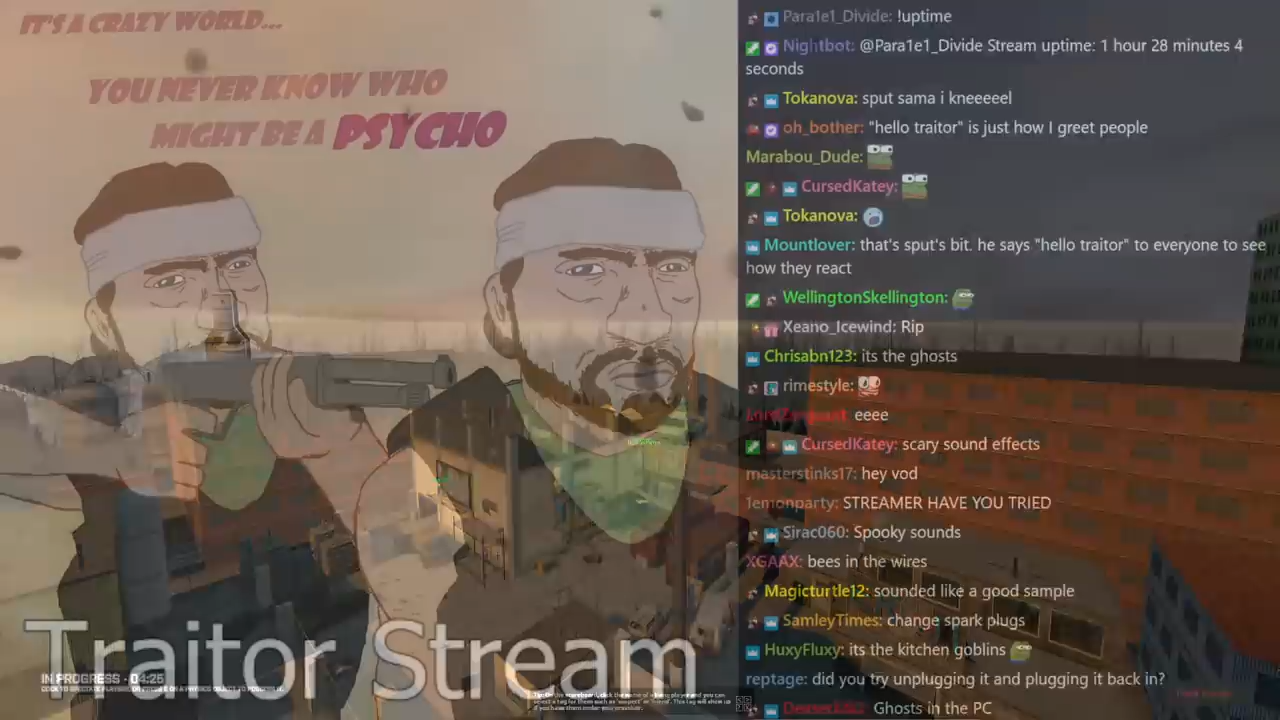 IT'S A CRAZY WORLD...
YOU NEVER KNOW WHO
MIGHT BE A PSYCHO
Traitor Stream
IN PROGRESS - 04:25
Para1e1_Divide: !uptime
Nightbot: @Para1e1_Divide Stream uptime: 1 hour 28 minutes 4
seconds
Tokanova: sput sama i kneeeeel
oh_bother: "hello traitor" is just how I greet people
Marabou_Dude:
CursedKatey:
Tokanova:
Mountlover: that's sput's bit. he says "hello traitor" to everyone to see
how they react
WellingtonSkellington:
Xeano_Icewind: Rip
Chrisabn123: its the ghosts
rimestyle:
eeee
CursedKatey: scary sound effects
masterstinks17: hey vod
1emonparty: STREAMER HAVE YOU TRIED
Sirac060: Spooky sounds
XGAAX: bees in the wires
Magicturtle12: sounded like a good sample
SamleyTimes: change spark plugs
HuxyFluxy: its the kitchen goblins
reptage: did you try unplugging it and plugging it back in?
Ghosts in the PC